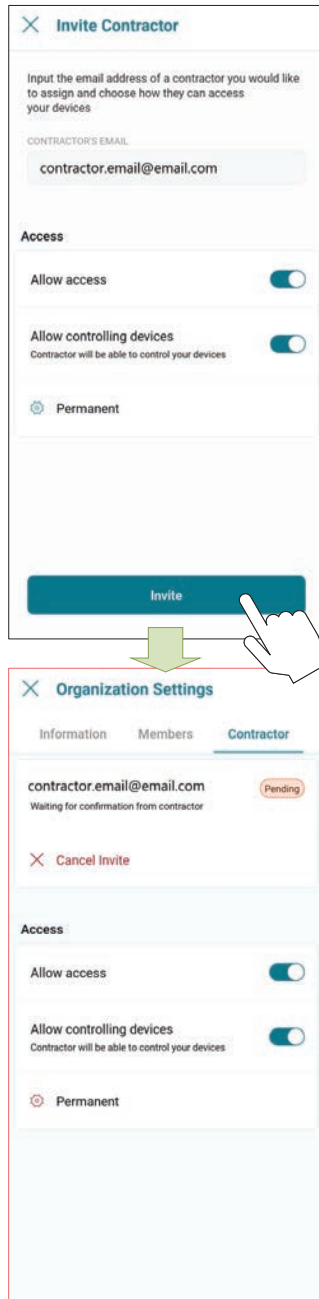 Invite Contractor
Input the email address of a contractor you would like
to assign and choose how they can access
your devices
CONTRACTOR'S EMAIL
contractor.email@email.com
Access
Allow access
Allow controlling devices
Contractor will be able to control your devices
Permanent
Invite
Organization Settings
Information Members Contractor
contractor.email@email.com Pending
Waiting for confirmation from contractor
Cancel Invite
Access
Allow access
Allow controlling devices
Contractor will be able to control your devices
Permanent